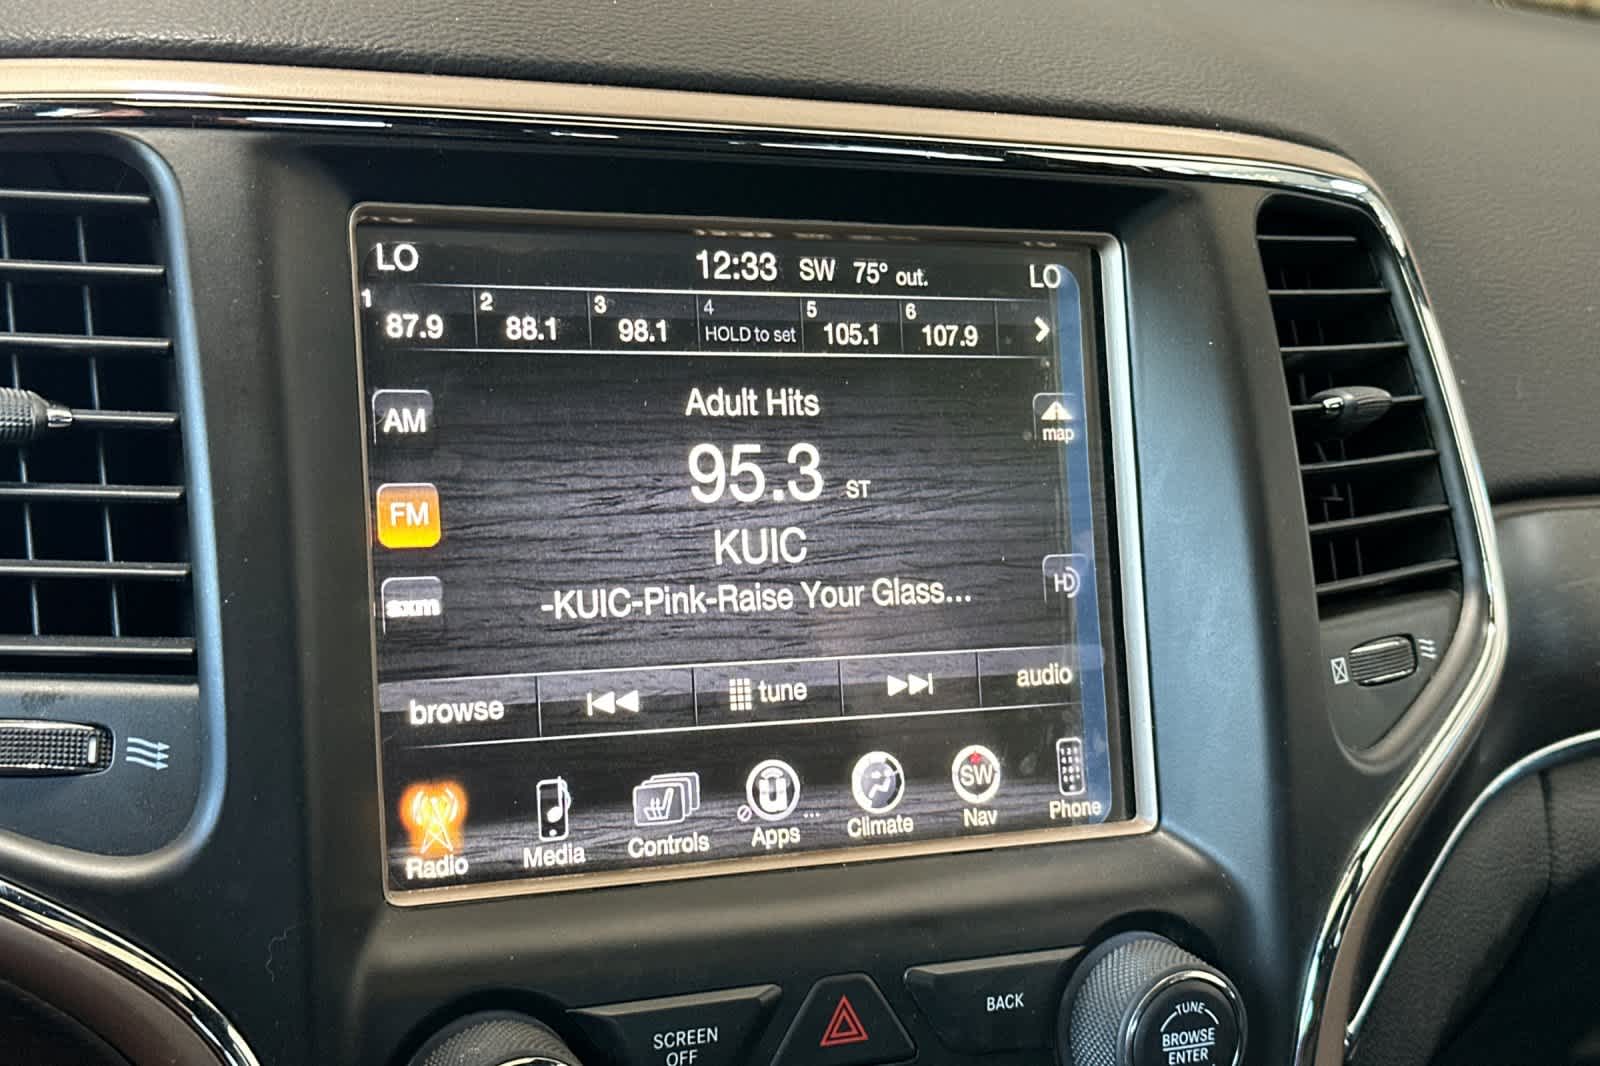 LO 12:33 SW 75° out. LO
1 87.9 2 88.1 3 98.1 4 HOLD to set 5 105.1 6 107.9
Adult Hits
AM
map
95.3 ST
FM
KUIC
HD
-KUIC-Pink-Raise Your Glass...
sxm
browse tune audio
SW
Radio Media Controls Apps ... Climate Nav Phone
SCREEN
OFF
BACK
TUNE
BROWSE
ENTER